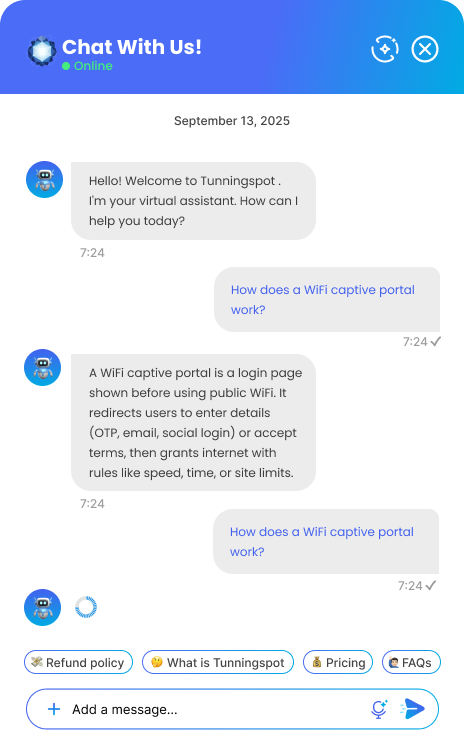 Chat With Us!
Online
September 13, 2025
Hello! Welcome to Tunningspot .
I'm your virtual assistant. How can I
help you today?
7:24
How does a WiFi captive portal
work?
7:24
A WiFi captive portal is a login page
shown before using public WiFi. It
redirects users to enter details
(OTP, email, social login) or accept
terms, then grants internet with
rules like speed, time, or site limits.
7:24
How does a WiFi captive portal
work?
7:24
Refund policy
What is Tunningspot
Pricing
FAQs
Add a message...